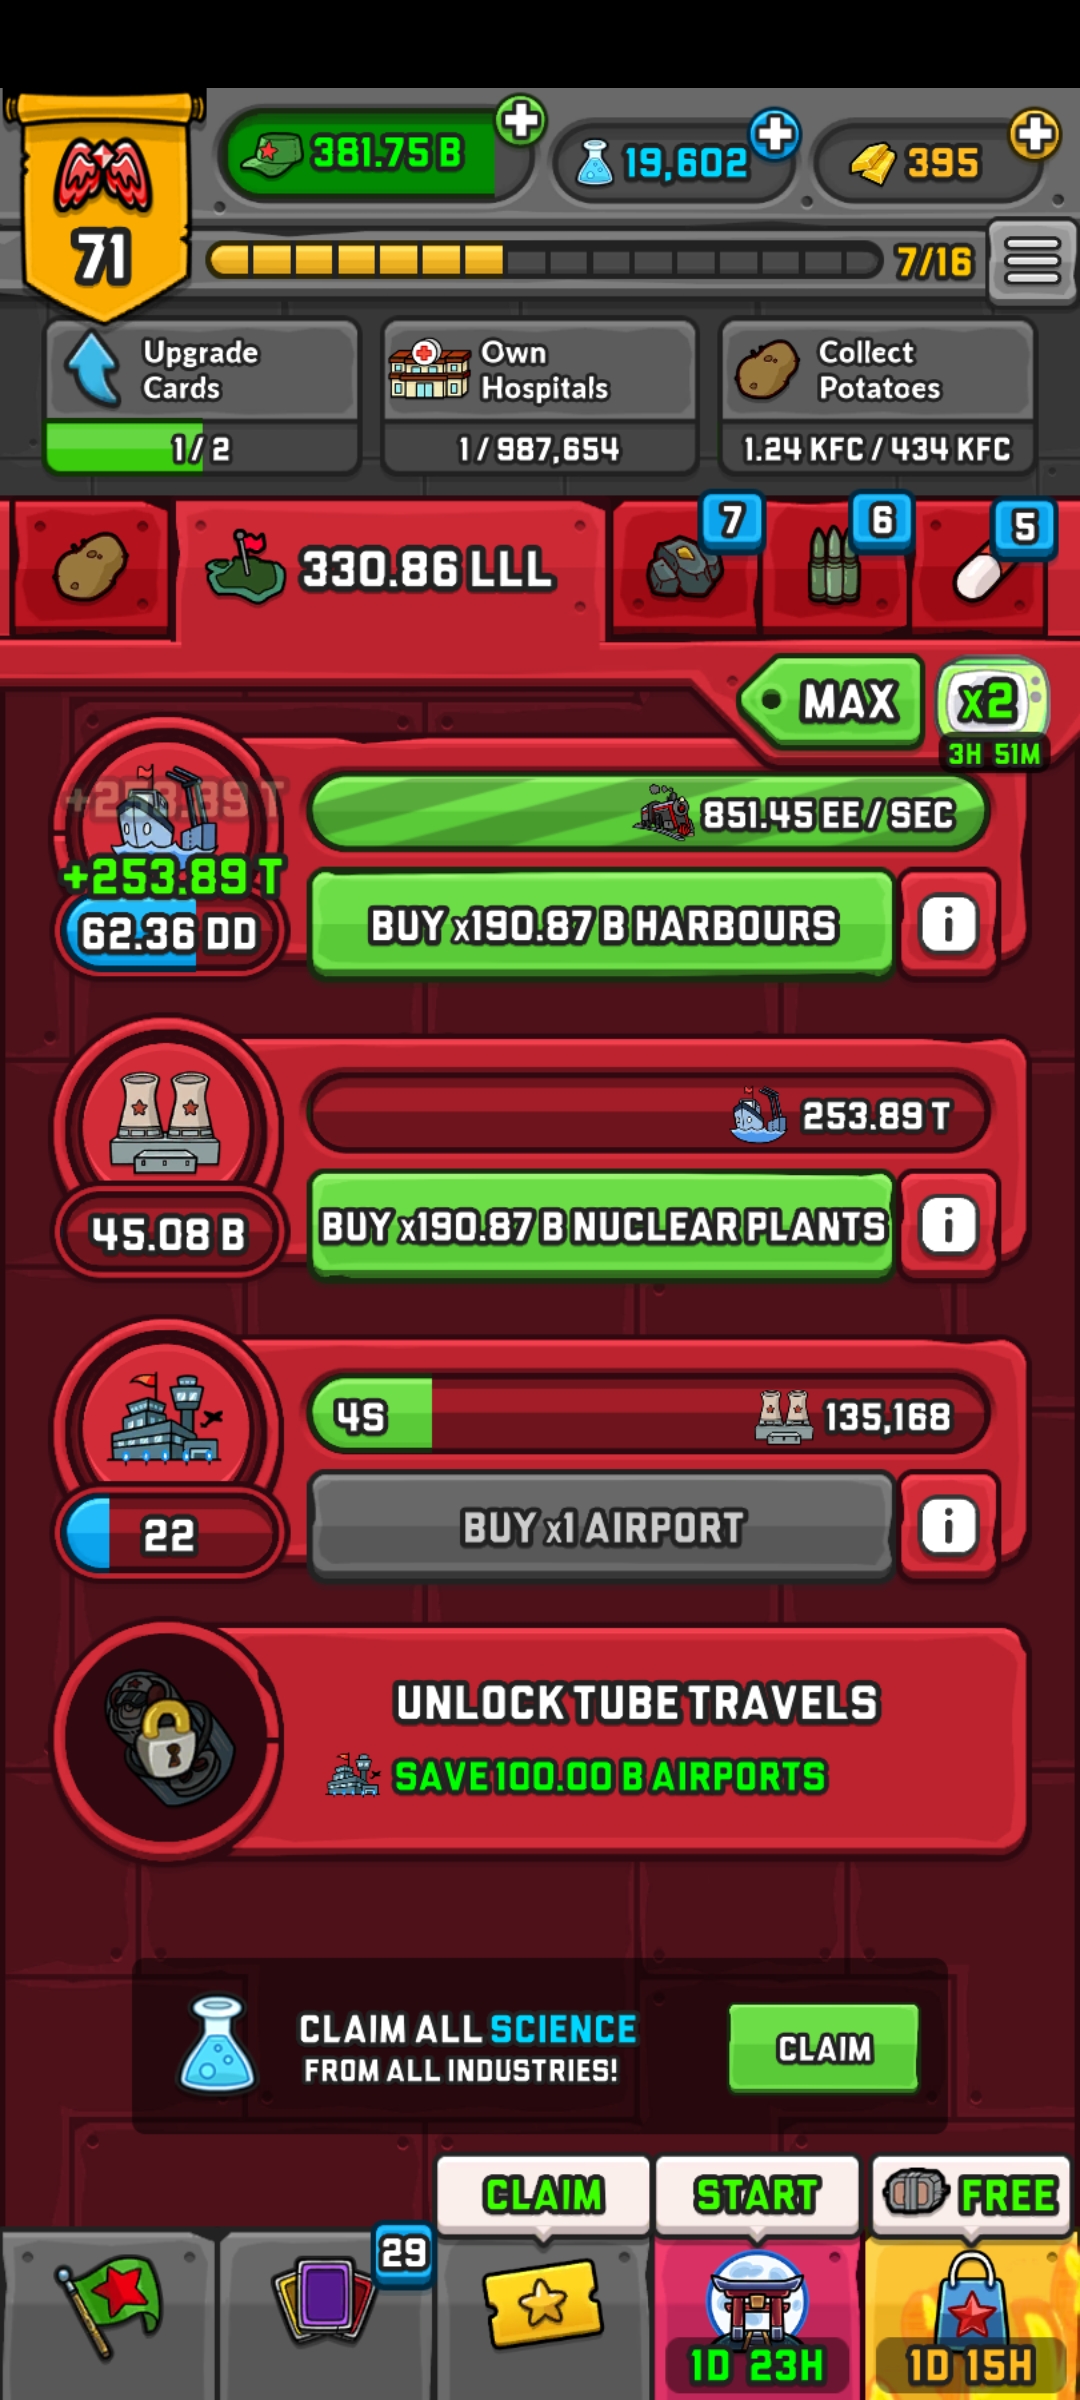 381.75 B
19,602
395
71
7/16
Upgrade
Cards
1 / 2
Own
Hospitals
1 / 987,654
Collect
Potatoes
1.24 KFC / 434 KFC
330.86 LLL
7
6
5
MAX
x2
3H 51M
+253.89 T
851.45 EE / SEC
+253.89 T
62.36 DD
BUY x190.87 B HARBOURS
i
253.89 T
45.08 B
BUY x190.87 B NUCLEAR PLANTS
i
4S
135,168
22
BUY x1 AIRPORT
i
UNLOCK TUBE TRAVELS
SAVE 100.00 B AIRPORTS
CLAIM ALL SCIENCE
FROM ALL INDUSTRIES!
CLAIM
CLAIM
START
FREE
29
1D 23H
1D 15H